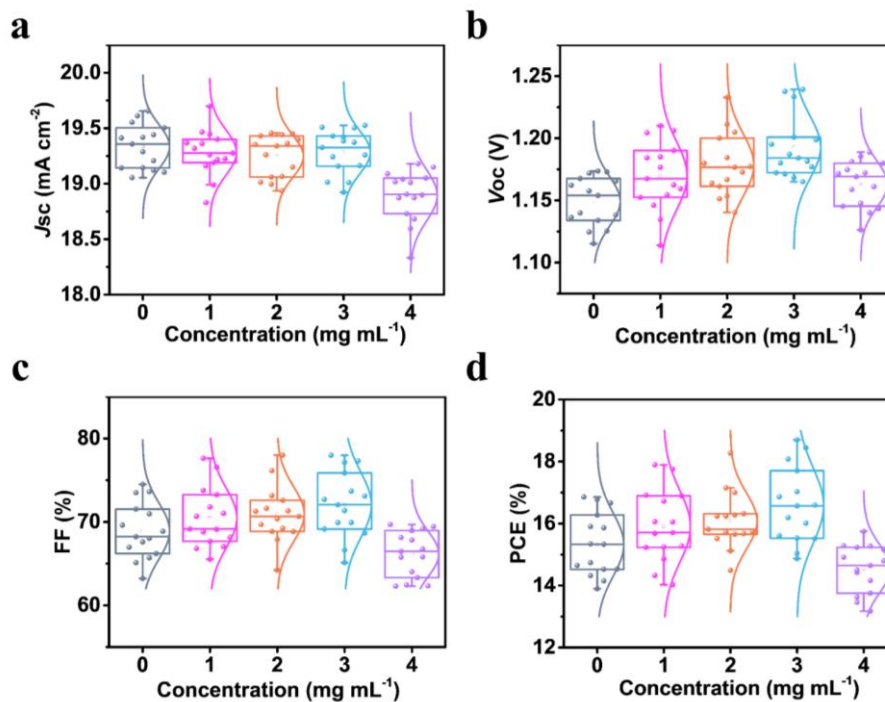 a
20.0
19.5
19.0
18.5
18.0
Jsc (mA cm⁻²)
0 1 2 3 4
Concentration (mg mL⁻¹)
b
1.25
1.20
1.15
1.10
Voc (V)
0 1 2 3 4
Concentration (mg mL⁻¹)
c
80
70
60
FF (%)
0 1 2 3 4
Concentration (mg mL⁻¹)
d
20
18
16
14
12
PCE (%)
0 1 2 3 4
Concentration (mg mL⁻¹)